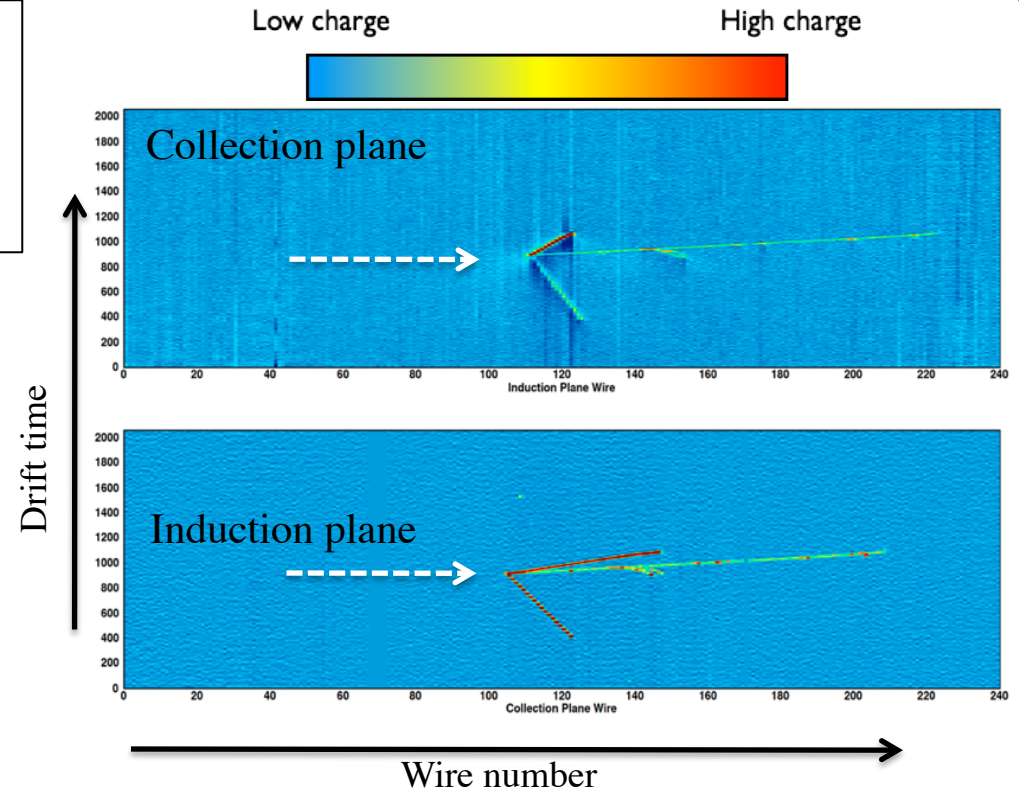 Low charge High charge
Collection plane
2000
1800
1600
1400
1200
1000
800
600
400
200
0
0 20 40 60 80 100 120 140 160 180 200 220 240
Induction Plane Wire
Drift time
Induction plane
2000
1800
1600
1400
1200
1000
800
600
400
200
0
0 20 40 60 80 100 120 140 160 180 200 220 240
Collection Plane Wire
Wire number